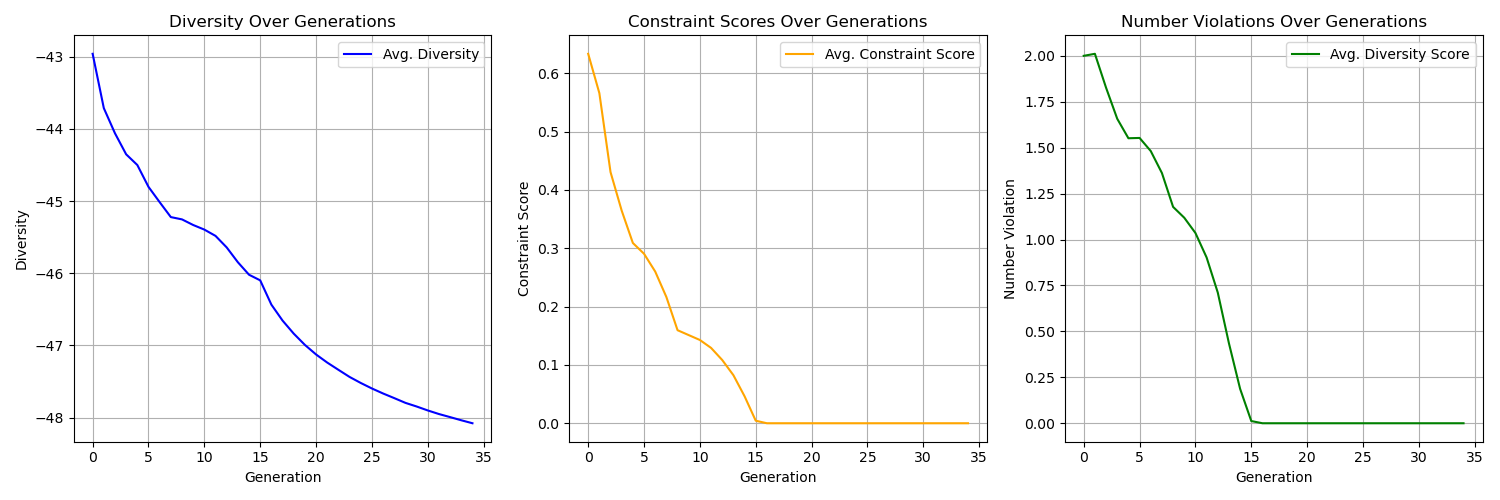 Diversity Over Generations
Avg. Diversity
Diversity
−43
−44
−45
−46
−47
−48
0 5 10 15 20 25 30 35
Generation
Constraint Scores Over Generations
Avg. Constraint Score
Constraint Score
0.6
0.5
0.4
0.3
0.2
0.1
0.0
0 5 10 15 20 25 30 35
Generation
Number Violations Over Generations
Avg. Diversity Score
Number Violation
2.00
1.75
1.50
1.25
1.00
0.75
0.50
0.25
0.00
0 5 10 15 20 25 30 35
Generation